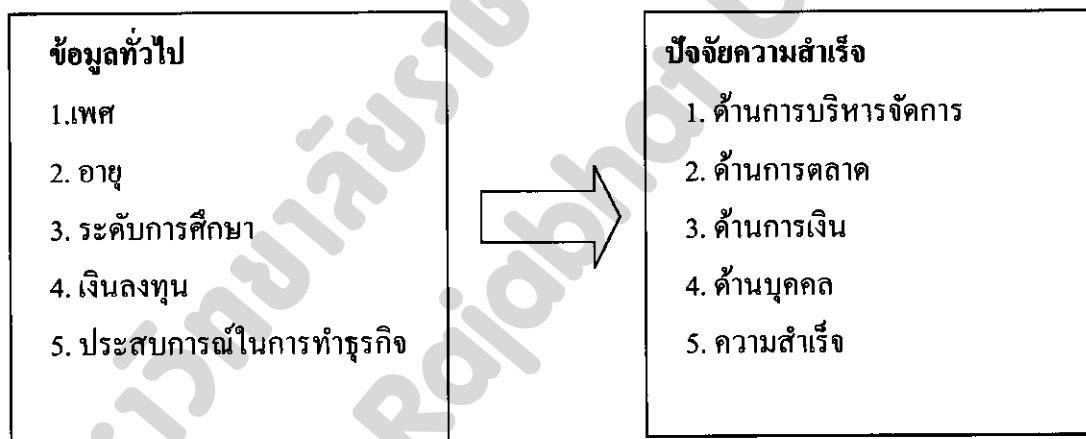 ข้อมูลทั่วไป
1.เพศ
2. อายุ
3. ระดับการศึกษา
4. เงินลงทุน
5. ประสบการณ์ในการทำธุรกิจ
ปัจจัยความสำเร็จ
1. ด้านการบริหารจัดการ
2. ด้านการตลาด
3. ด้านการเงิน
4. ด้านบุคคล
5. ความสำเร็จ
Rajabhat